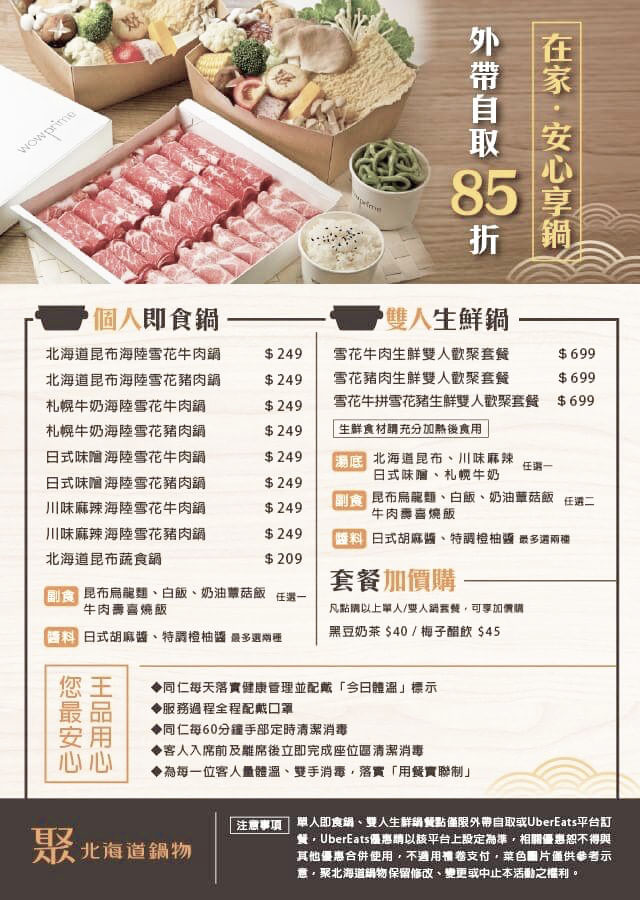 在家·安心享鍋
外帶自取85折
wowprime
wowprime
個人即食鍋
北海道昆布海陸雪花牛肉鍋 $249
北海道昆布海陸雪花豬肉鍋 $249
札幌牛奶海陸雪花牛肉鍋 $249
札幌牛奶海陸雪花豬肉鍋 $249
日式味噌海陸雪花牛肉鍋 $249
日式味噌海陸雪花豬肉鍋 $249
川味麻辣海陸雪花牛肉鍋 $249
川味麻辣海陸雪花豬肉鍋 $249
北海道昆布蔬食鍋 $209
副食 昆布烏龍麵、白飯、奶油蕈菇飯 任選一
牛肉壽喜燒飯
醬料 日式胡麻醬、特調橙柚醬 最多選兩種
雙人生鮮鍋
雪花牛肉生鮮雙人歡聚套餐 $699
雪花豬肉生鮮雙人歡聚套餐 $699
雪花牛拼雪花豬生鮮雙人歡聚套餐 $699
生鮮食材請充分加熱後食用
湯底 北海道昆布、川味麻辣 任選一
日式味噌、札幌牛奶
副食 昆布烏龍麵、白飯、奶油蕈菇飯 任選二
牛肉壽喜燒飯
醬料 日式胡麻醬、特調橙柚醬 最多選兩種
套餐加價購
凡點購以上單人/雙人鍋套餐，可享加價購
黑豆奶茶 $40 / 梅子醋飲 $45
王品用心
您最安心
◆同仁每天落實健康管理並配戴「今日體溫」標示
◆服務過程全程配戴口罩
◆同仁每60分鐘手部定時清潔消毒
◆客人入席前及離席後立即完成座位區清潔消毒
◆為每一位客人量體溫、雙手消毒，落實「用餐實聯制」
聚 北海道鍋物
注意事項
單人即食鍋、雙人生鮮鍋餐點僅限外帶自取或UberEats平台訂
餐，UberEats優惠請以該平台上設定為準，相關優惠恕不得與
其他優惠合併使用，不適用禮卷支付，菜色圖片僅供參考示
意，聚北海道鍋物保留修改、變更或中止本活動之權利。